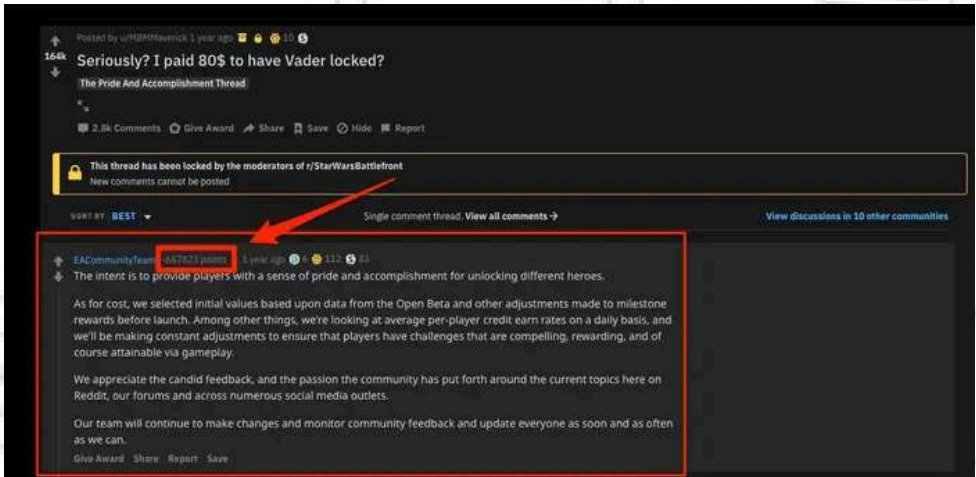 Posted by u/MBMMaverick 1 year ago 10
164k
Seriously? I paid 80$ to have Vader locked?
The Pride And Accomplishment Thread
2.8k Comments Give Award Share Save Hide Report
This thread has been locked by the moderators of r/StarWarsBattlefront
New comments cannot be posted
SORT BY BEST Single comment thread. View all comments → View discussions in 10 other communities
EACommunityTeam -667823 points 1 year ago 6 112 83
The intent is to provide players with a sense of pride and accomplishment for unlocking different heroes.
As for cost, we selected initial values based upon data from the Open Beta and other adjustments made to milestone
rewards before launch. Among other things, we're looking at average per-player credit earn rates on a daily basis, and
we'll be making constant adjustments to ensure that players have challenges that are compelling, rewarding, and of
course attainable via gameplay.
We appreciate the candid feedback, and the passion the community has put forth around the current topics here on
Reddit, our forums and across numerous social media outlets.
Our team will continue to make changes and monitor community feedback and update everyone as soon and as often
as we can.
Give Award Share Report Save